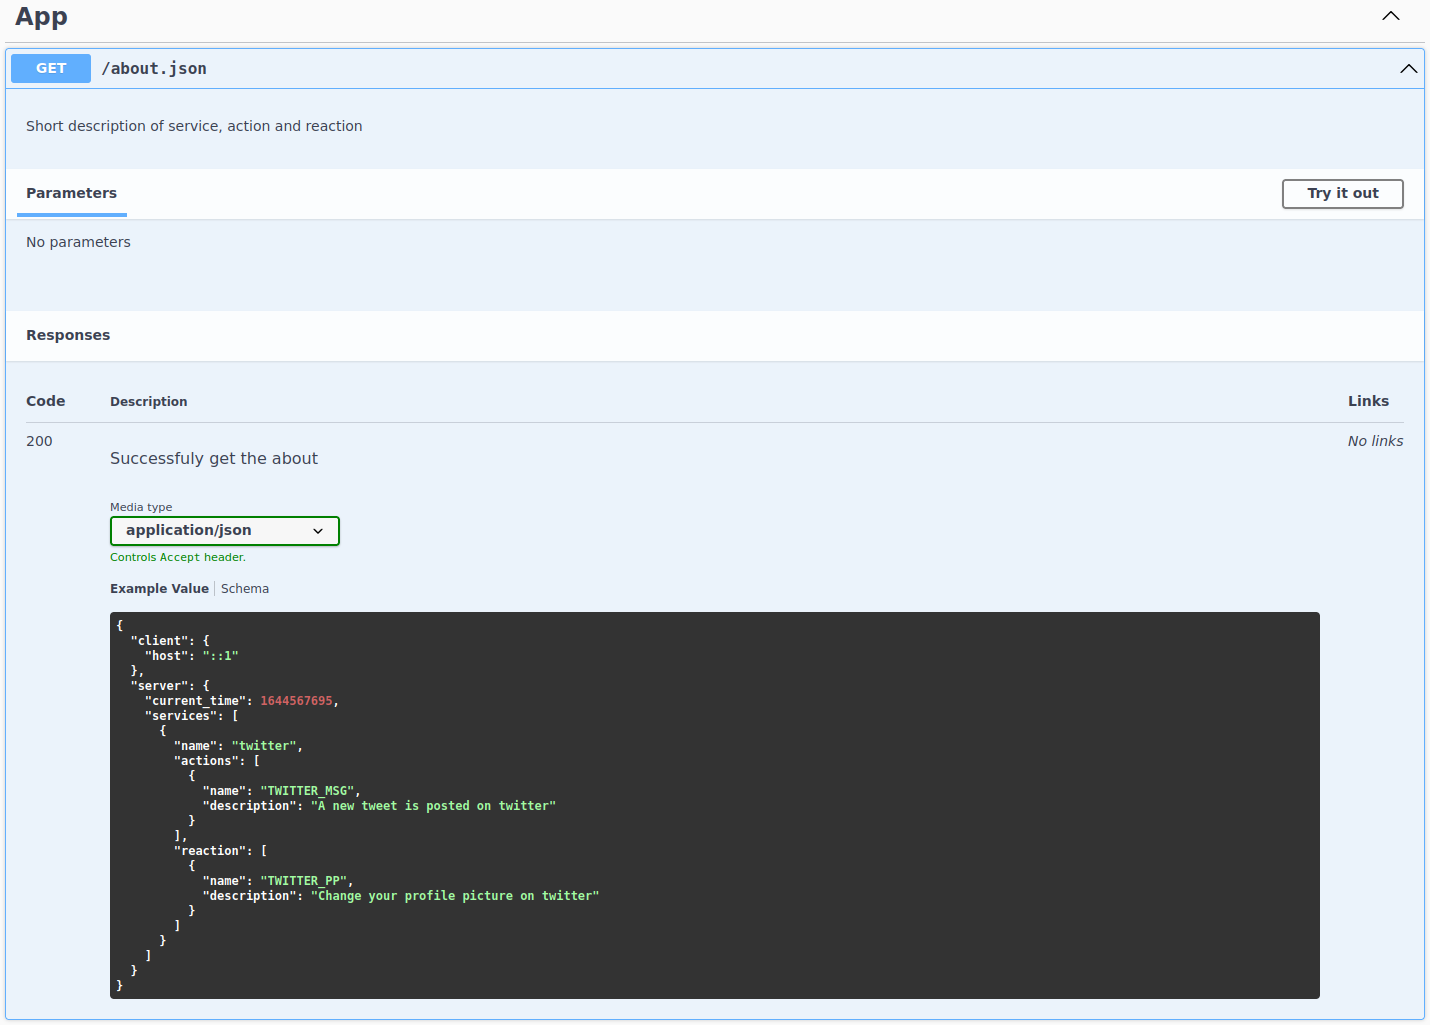 App
GET /about.json
Short description of service, action and reaction
Parameters Try it out
No parameters
Responses
Code Description Links
200 No links
Successfuly get the about
Media type
application/json
Controls Accept header.
Example Value Schema
{
  "client": {
    "host": "::1"
  },
  "server": {
    "current_time": 1644567695,
    "services": [
      {
        "name": "twitter",
        "actions": [
          {
            "name": "TWITTER_MSG",
            "description": "A new tweet is posted on twitter"
          }
        ],
        "reaction": [
          {
            "name": "TWITTER_PP",
            "description": "Change your profile picture on twitter"
          }
        ]
      }
    ]
  }
}